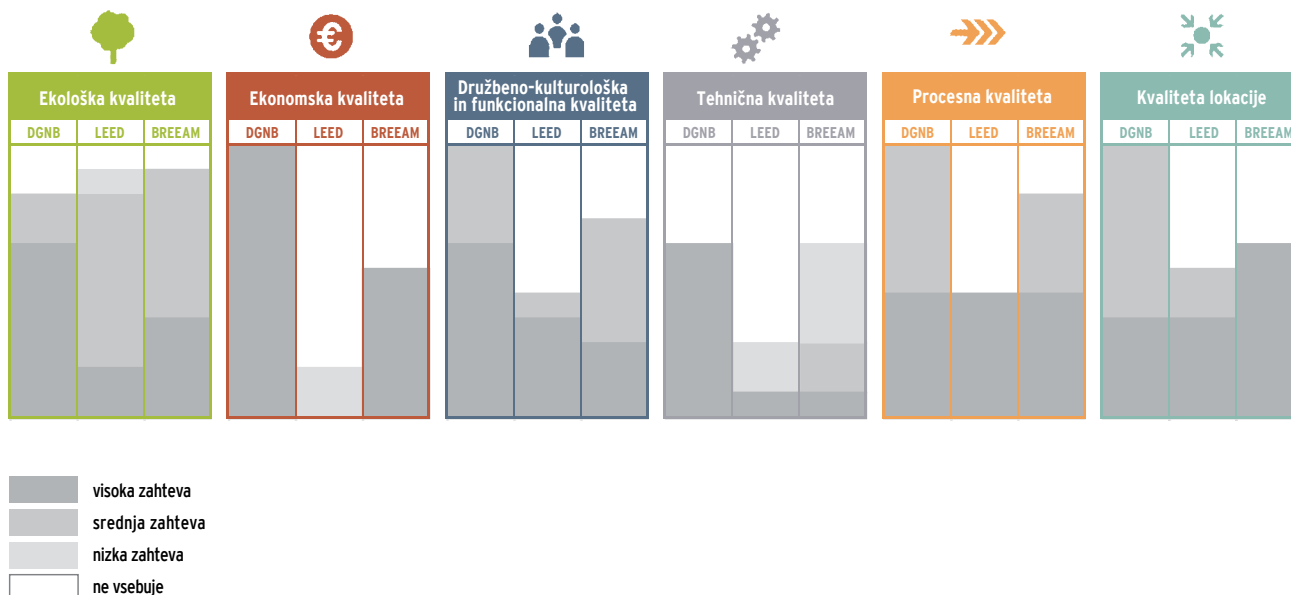 €
Ekološka kvaliteta
DGNB LEED BREEAM
Ekonomska kvaliteta
DGNB LEED BREEAM
Družbeno-kulturološka
in funkcionalna kvaliteta
DGNB LEED BREEAM
Tehnična kvaliteta
DGNB LEED BREEAM
Procesna kvaliteta
DGNB LEED BREEAM
Kvaliteta lokacije
DGNB LEED BREEAM
visoka zahteva
srednja zahteva
nizka zahteva
ne vsebuje